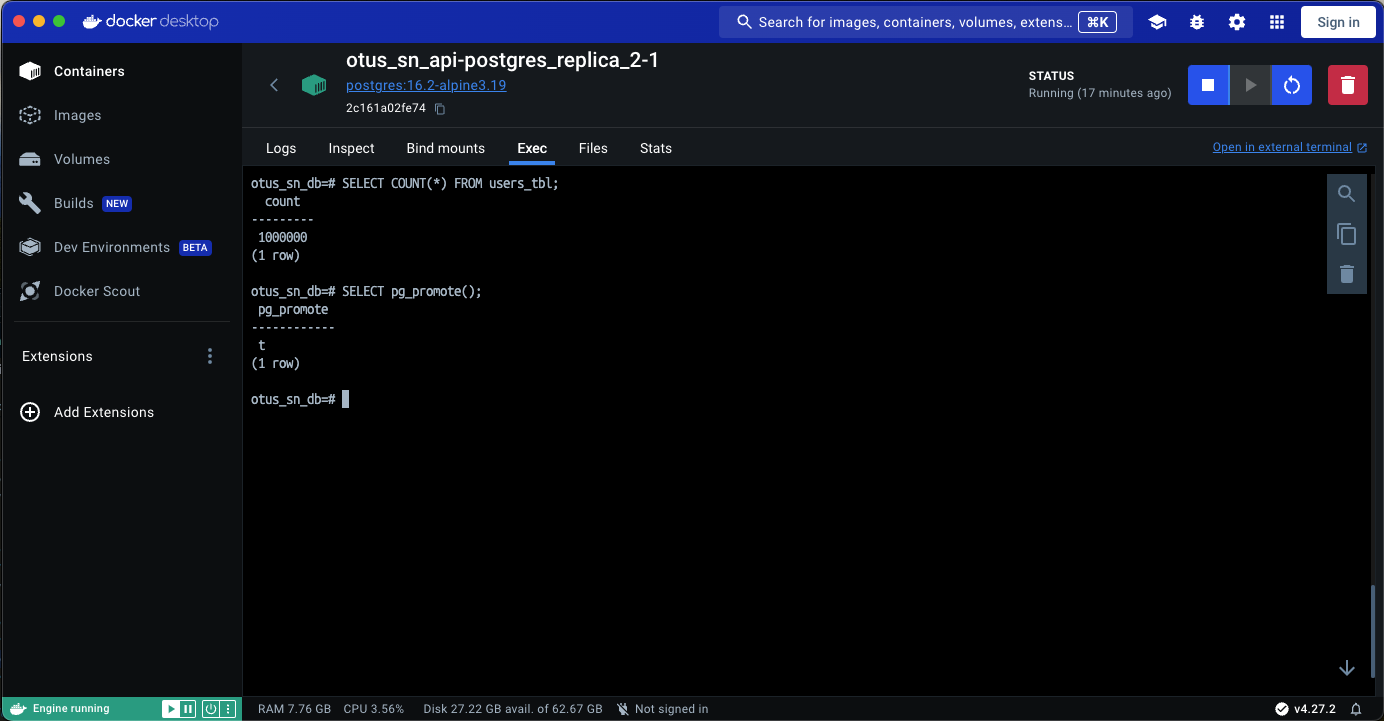 docker desktop
Search for images, containers, volumes, extens... ⌘K
Sign in
Containers
Images
Volumes
Builds NEW
Dev Environments BETA
Docker Scout
Extensions
Add Extensions
otus_sn_api-postgres_replica_2-1
postgres:16.2-alpine3.19
2c161a02fe74
STATUS
Running (17 minutes ago)
Logs Inspect Bind mounts Exec Files Stats
Open in external terminal
otus_sn_db=# SELECT COUNT(*) FROM users_tbl;
count
---------
1000000
(1 row)
otus_sn_db=# SELECT pg_promote();
pg_promote
------------
t
(1 row)
otus_sn_db=#
Engine running
RAM 7.76 GB CPU 3.56% Disk 27.22 GB avail. of 62.67 GB Not signed in
v4.27.2